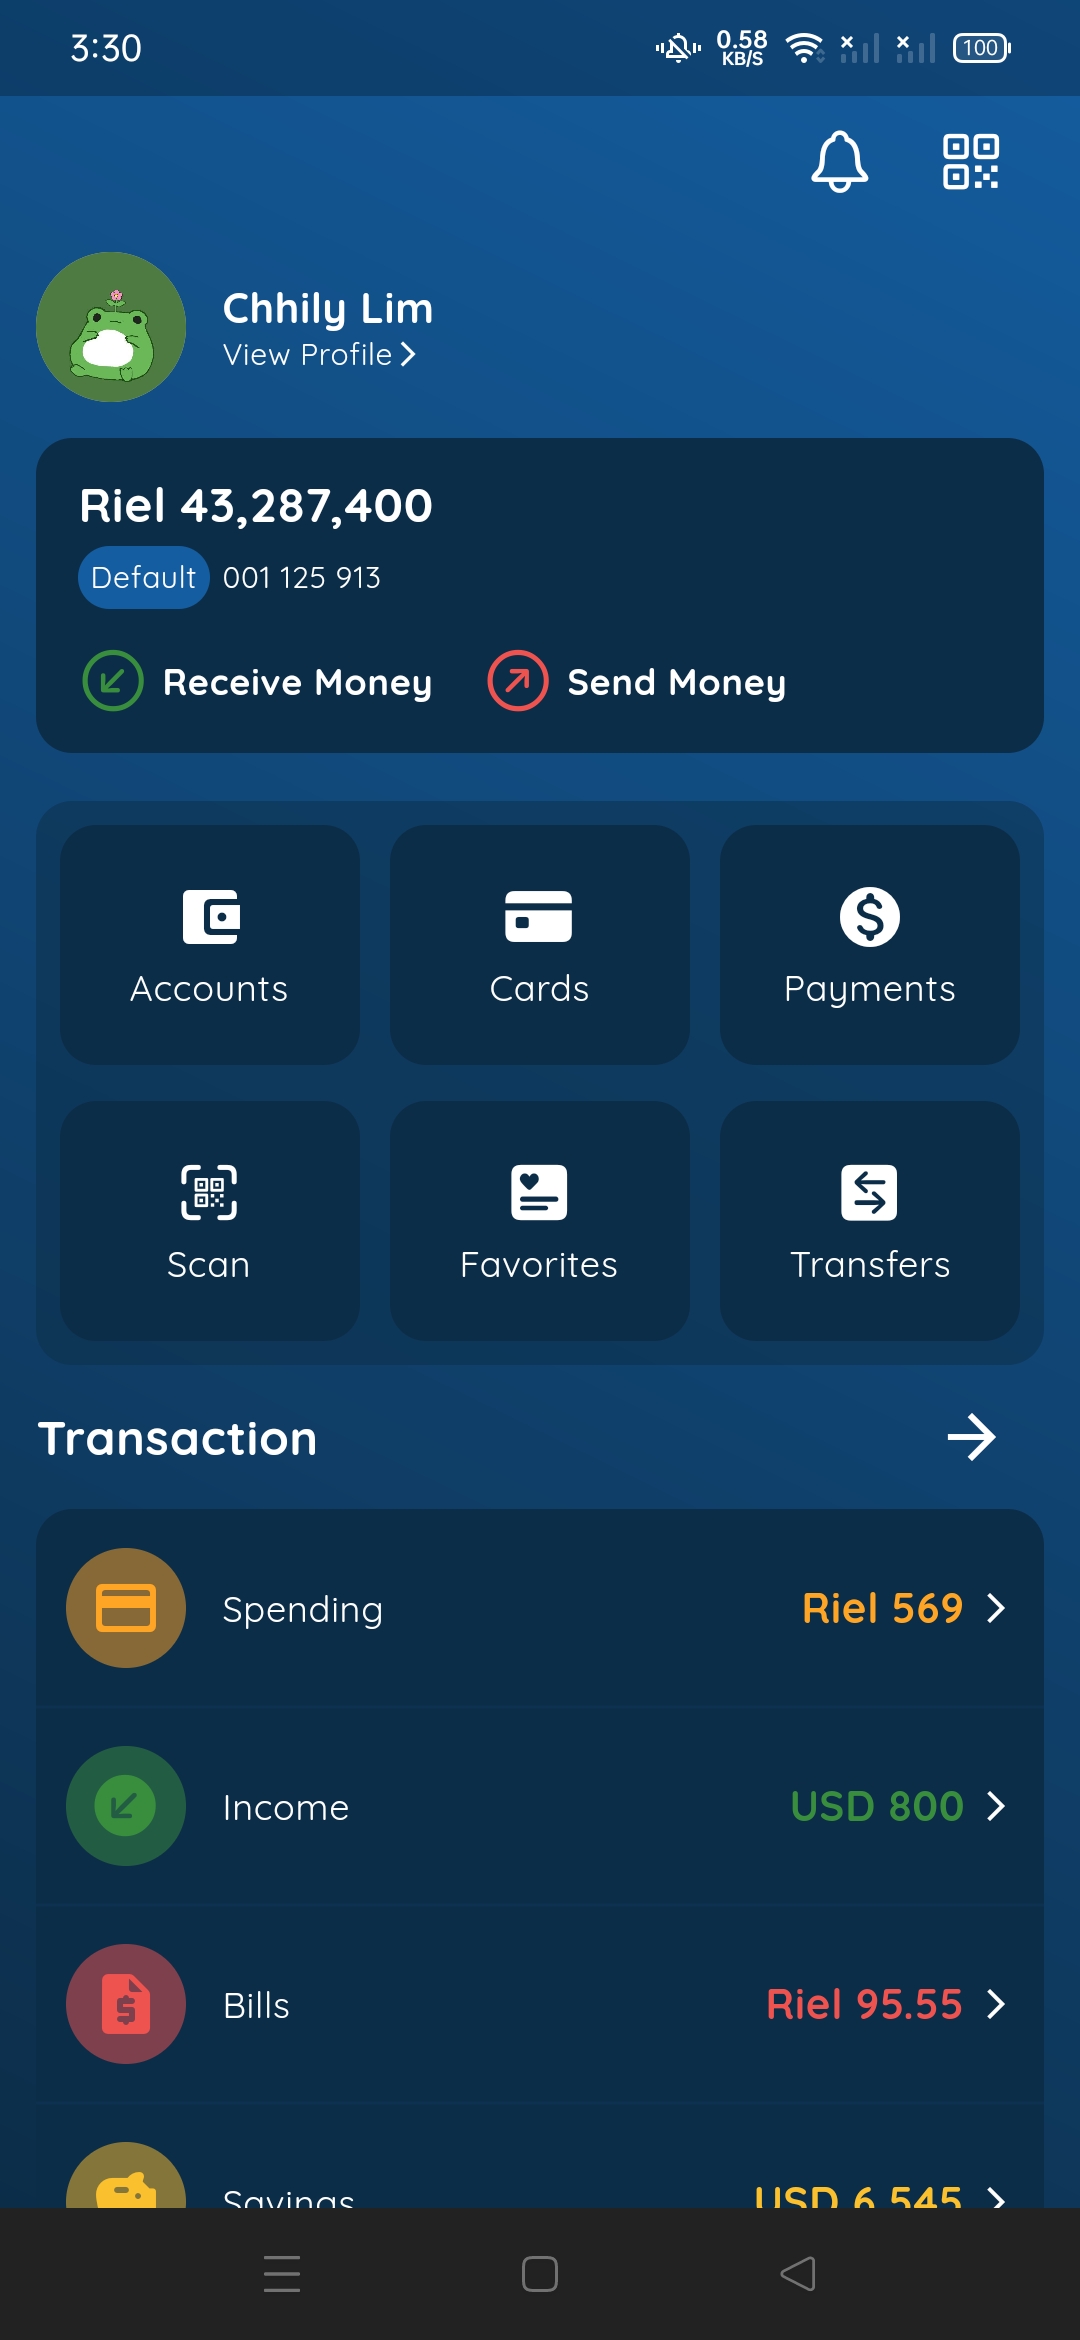 3:30
0.58
KB/S
100
Chhily Lim
View Profile
Riel 43,287,400
Default 001 125 913
Receive Money Send Money
Accounts Cards Payments
Scan Favorites Transfers
Transaction
Spending Riel 569
Income USD 800
Bills Riel 95.55
Savings USD 6,545